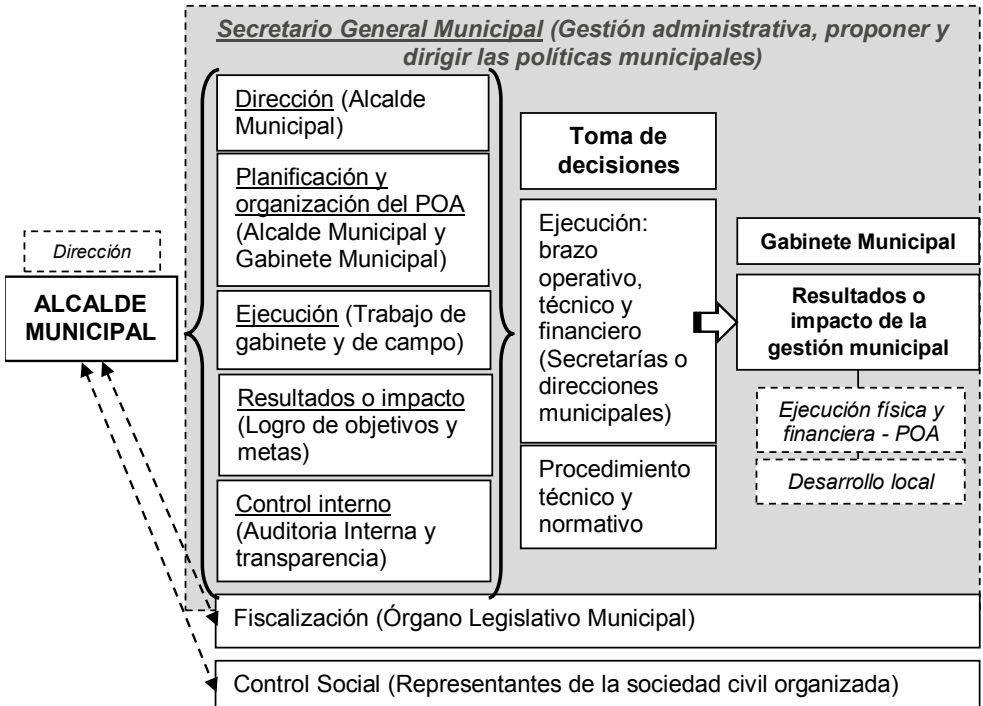 Secretario General Municipal (Gestión administrativa, proponer y
dirigir las políticas municipales)
Dirección
ALCALDE
MUNICIPAL
Dirección (Alcalde
Municipal)
Planificación y
organización del POA
(Alcalde Municipal y
Gabinete Municipal)
Ejecución (Trabajo de
gabinete y de campo)
Resultados o impacto
(Logro de objetivos y
metas)
Control interno
(Auditoria Interna y
transparencia)
Toma de
decisiones
Ejecución:
brazo
operativo,
técnico y
financiero
(Secretarías o
direcciones
municipales)
Procedimiento
técnico y
normativo
Gabinete Municipal
Resultados o
impacto de la
gestión municipal
Ejecución física y
financiera - POA
Desarrollo local
Fiscalización (Órgano Legislativo Municipal)
Control Social (Representantes de la sociedad civil organizada)